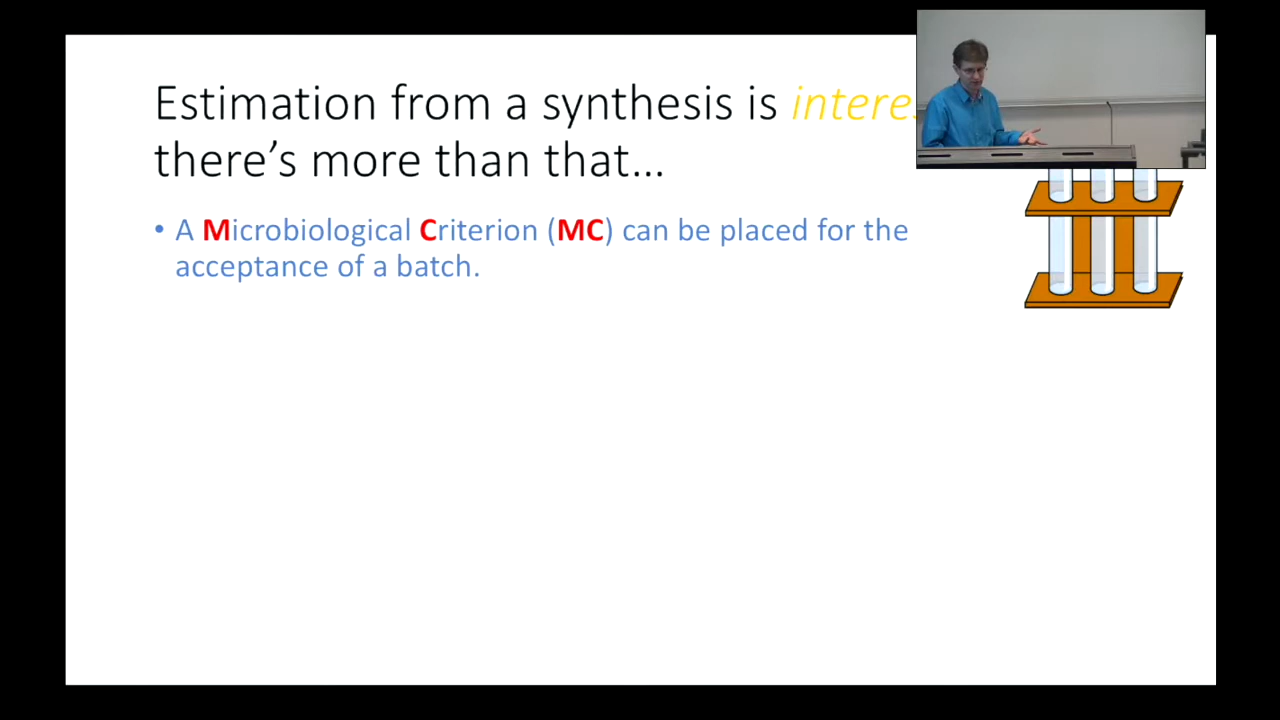 Estimation from a synthesis is
there’s more than that…
• A Microbiological Criterion (MC) can be placed for the
acceptance of a batch.